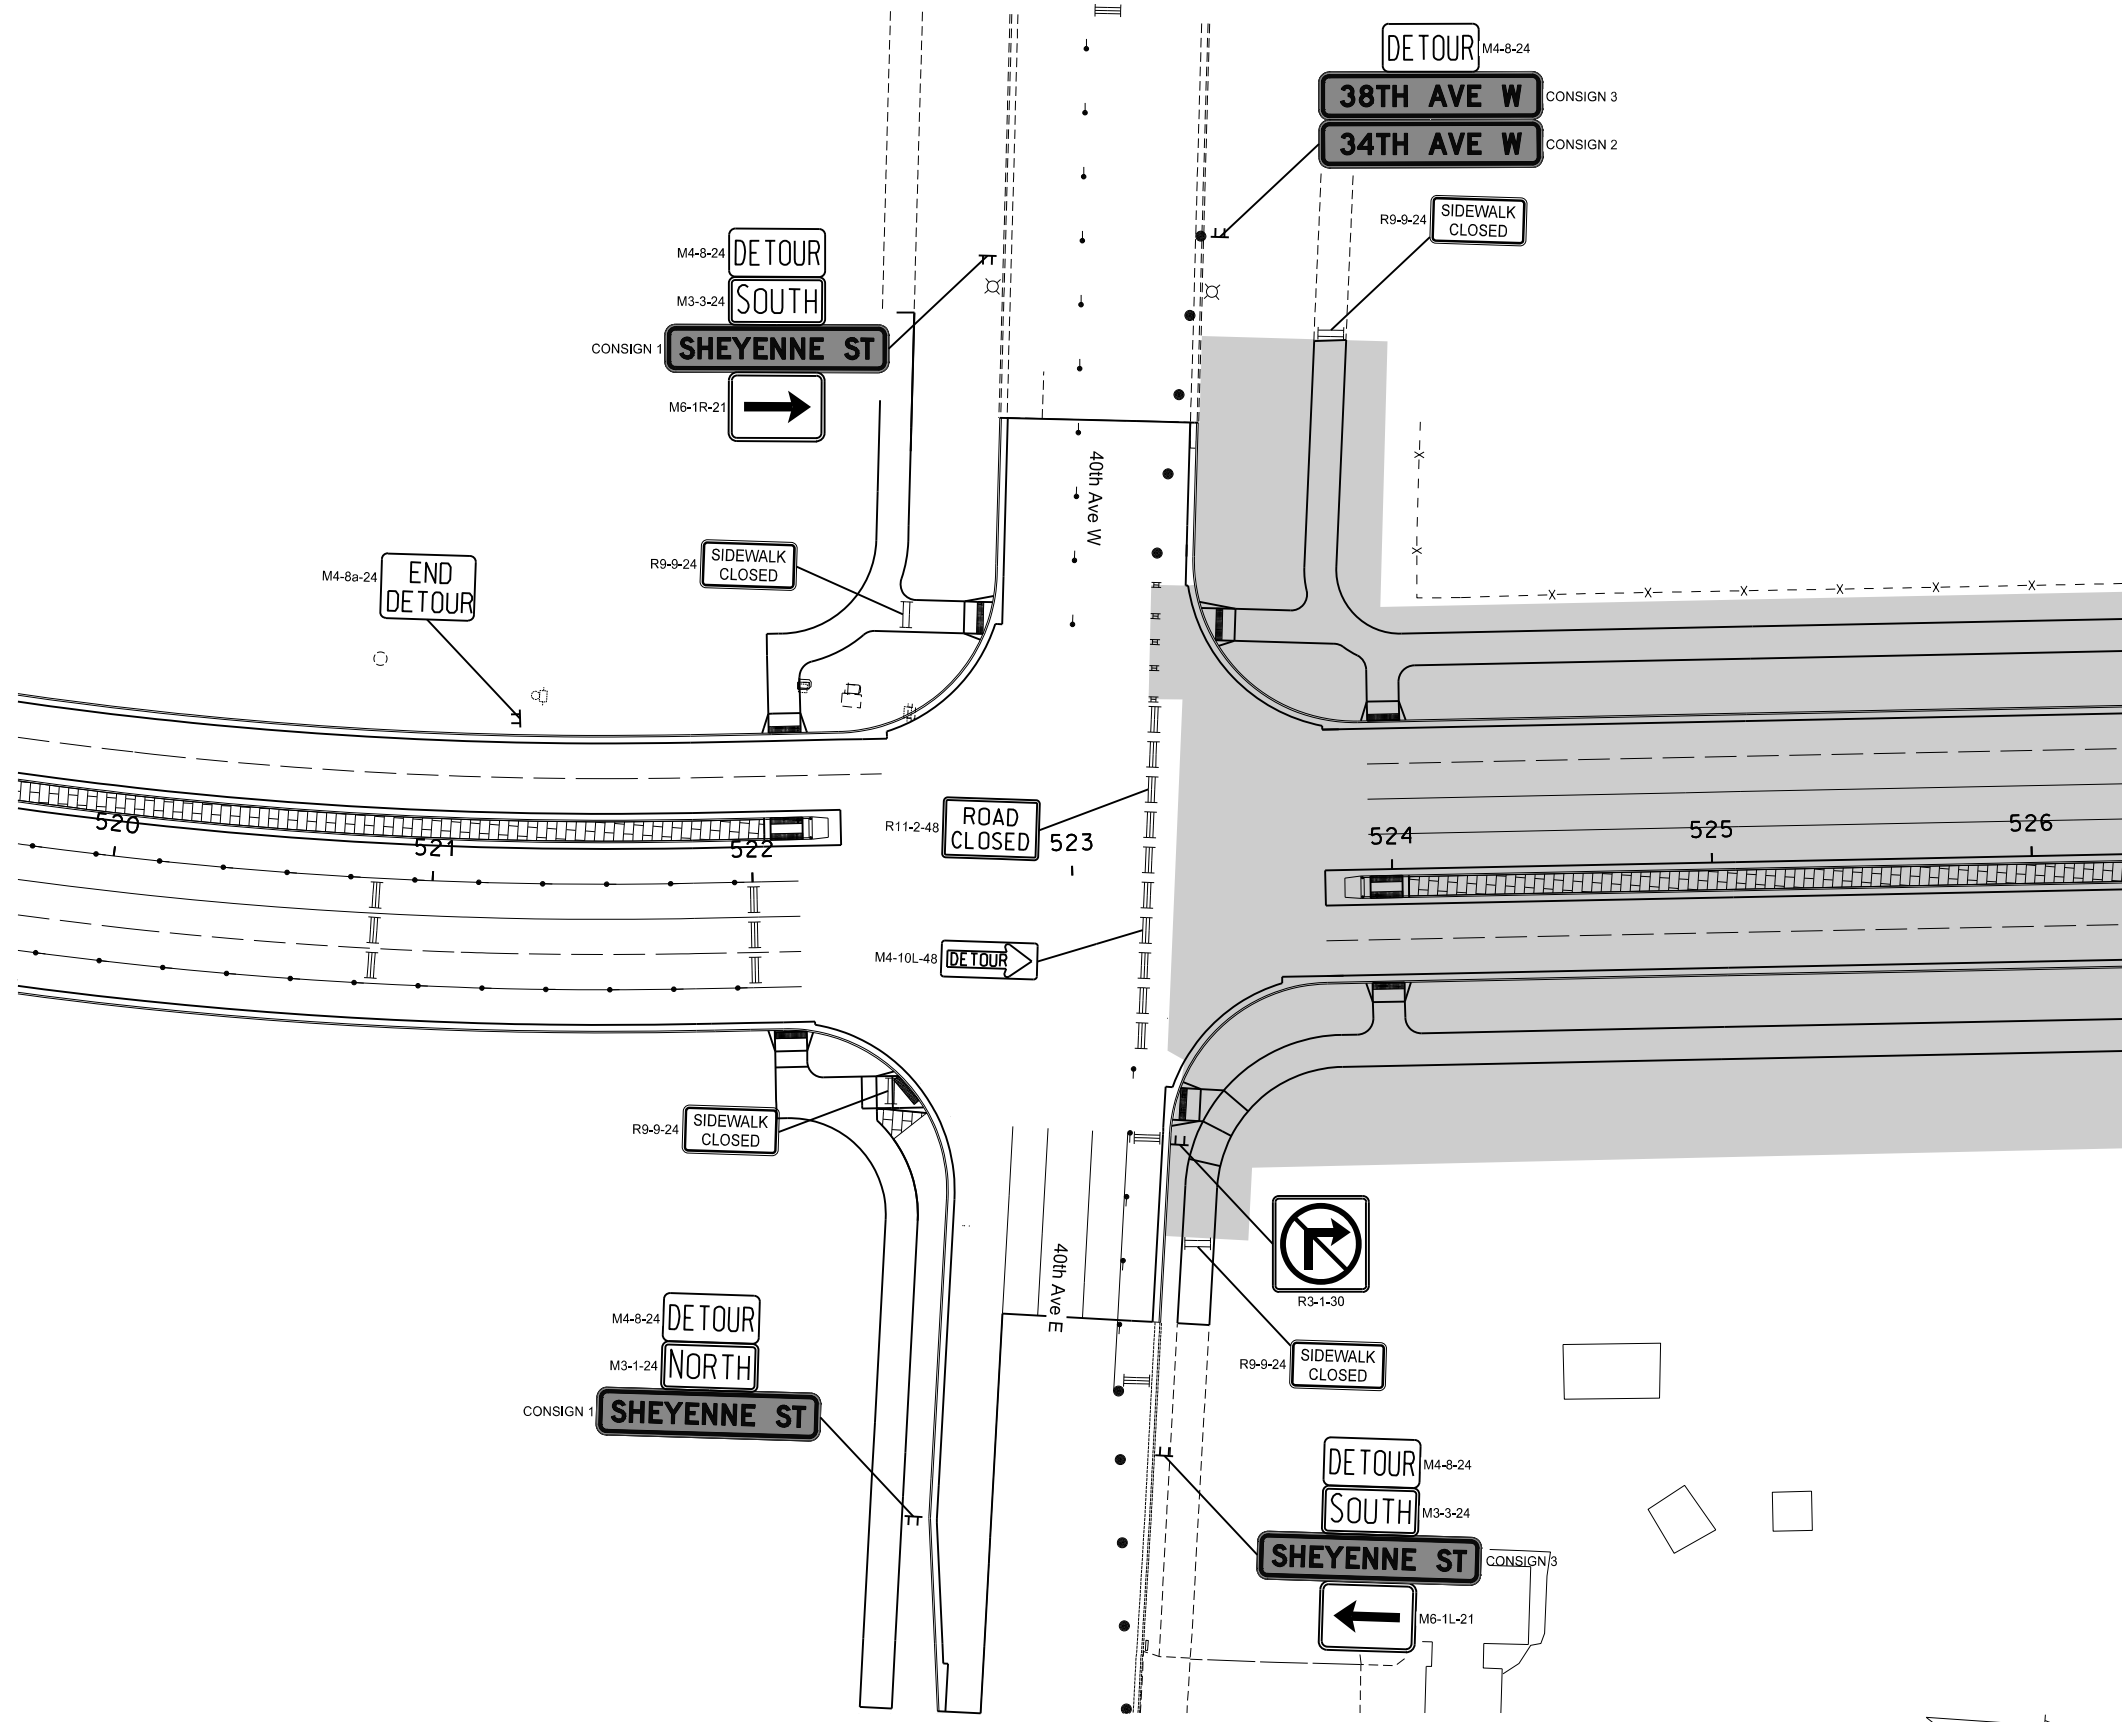 DETOUR M4-8-24
38TH AVE W CONSIGN 3
34TH AVE W CONSIGN 2
R9-9-24 SIDEWALK
CLOSED
M4-8-24 DETOUR
M3-3-24 SOUTH
CONSIGN 1 SHEYENNE ST
M6-1R-21
40th Ave W
R9-9-24 SIDEWALK
CLOSED
M4-8a-24 END
DETOUR
X
X
X
X
X
X
X
X
520
521
522
R11-2-48 ROAD
CLOSED
523
524
525
526
M4-10L-48 DETOUR
R9-9-24 SIDEWALK
CLOSED
R3-1-30
40th Ave E
M4-8-24 DETOUR
M3-1-24 NORTH
CONSIGN 1 SHEYENNE ST
R9-9-24 SIDEWALK
CLOSED
DETOUR M4-8-24
SOUTH M3-3-24
SHEYENNE ST CONSIGN 3
M6-1L-21